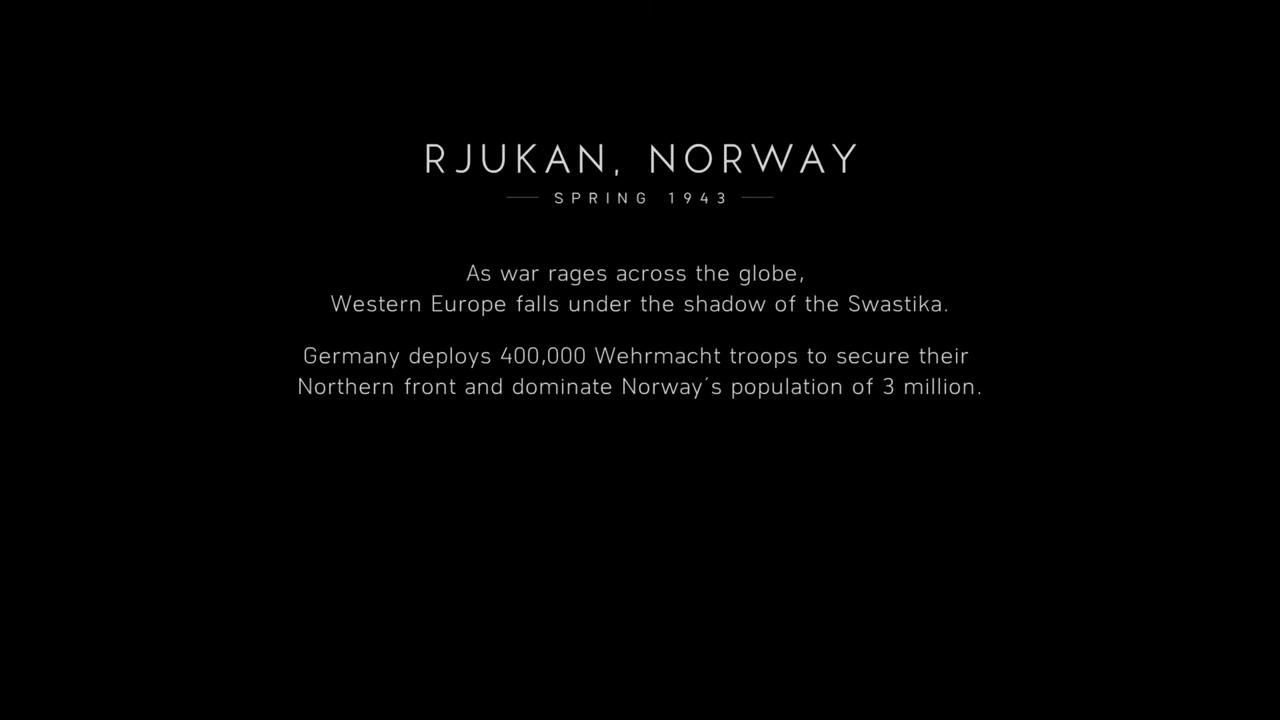 RJUKAN, NORWAY
SPRING 1943
As war rages across the globe,
Western Europe falls under the shadow of the Swastika.
Germany deploys 400,000 Wehrmacht troops to secure their
Northern front and dominate Norway´s population of 3 million.